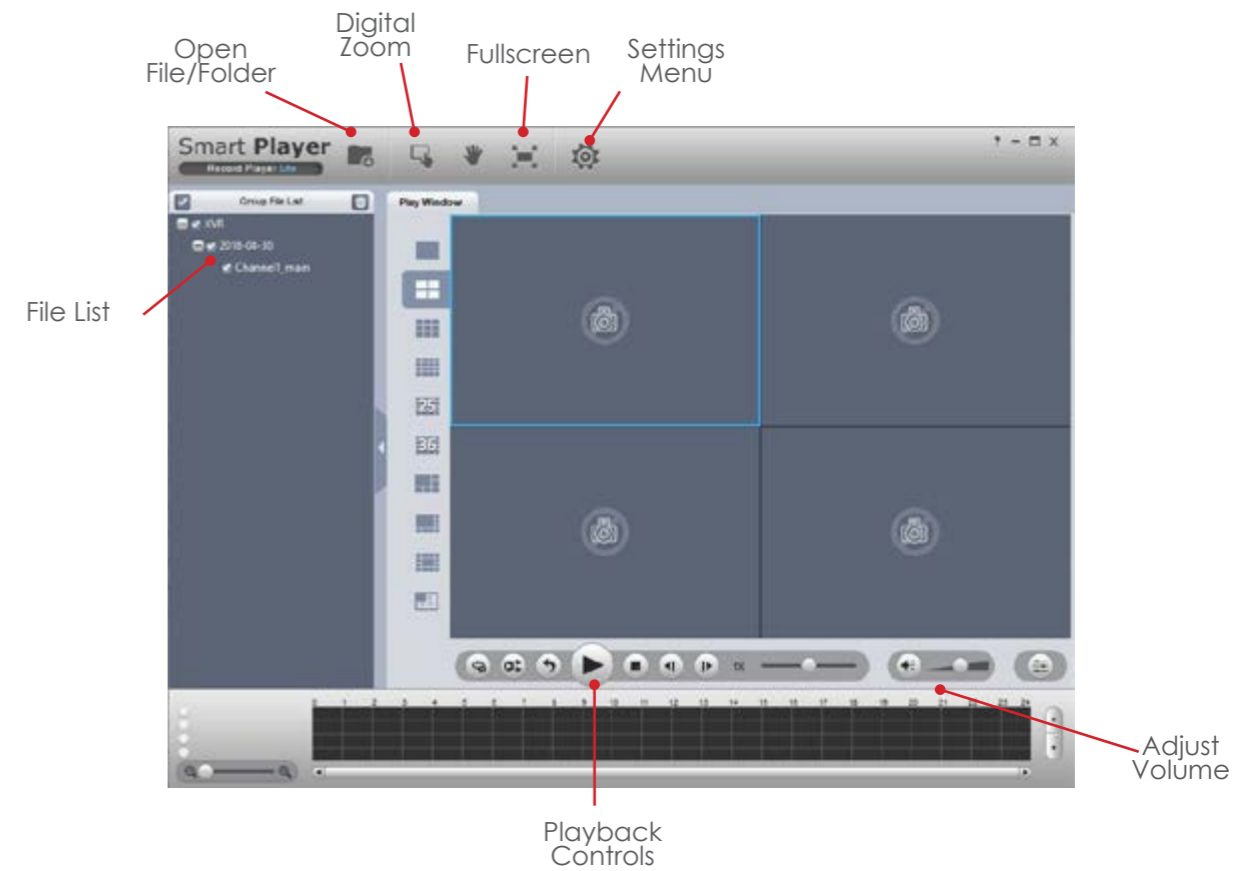 Digital
Zoom
Open
File/Folder
Fullscreen
Settings
Menu
Smart Player
Record Player Lite
? – X
Group File List
Play Window
XVR
2018-08-30
Channel1_main
File List
25
36
1X
0 1 2 3 4 5 6 7 8 9 10 11 12 13 14 15 16 17 18 19 20 21 22 23 24
Adjust
Volume
Playback
Controls